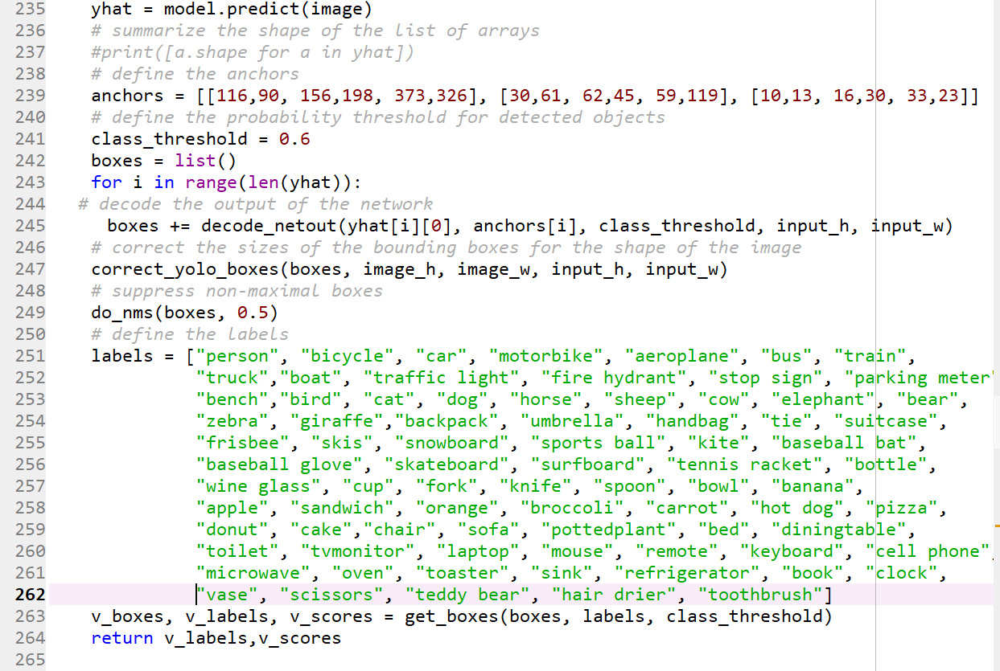 235 yhat = model.predict(image)
236 # summarize the shape of the list of arrays
237 #print([a.shape for a in yhat])
238 # define the anchors
239 anchors = [[116,90, 156,198, 373,326], [30,61, 62,45, 59,119], [10,13, 16,30, 33,23]]
240 # define the probability threshold for detected objects
241 class_threshold = 0.6
242 boxes = list()
243 for i in range(len(yhat)):
244 # decode the output of the network
245 boxes += decode_netout(yhat[i][0], anchors[i], class_threshold, input_h, input_w)
246 # correct the sizes of the bounding boxes for the shape of the image
247 correct_yolo_boxes(boxes, image_h, image_w, input_h, input_w)
248 # suppress non-maximal boxes
249 do_nms(boxes, 0.5)
250 # define the labels
251 labels = ["person", "bicycle", "car", "motorbike", "aeroplane", "bus", "train",
252 "truck","boat", "traffic light", "fire hydrant", "stop sign", "parking meter"
253 "bench","bird", "cat", "dog", "horse", "sheep", "cow", "elephant", "bear",
254 "zebra", "giraffe","backpack", "umbrella", "handbag", "tie", "suitcase",
255 "frisbee", "skis", "snowboard", "sports ball", "kite", "baseball bat",
256 "baseball glove", "skateboard", "surfboard", "tennis racket", "bottle",
257 "wine glass", "cup", "fork", "knife", "spoon", "bowl", "banana",
258 "apple", "sandwich", "orange", "broccoli", "carrot", "hot dog", "pizza",
259 "donut", "cake","chair", "sofa", "pottedplant", "bed", "diningtable",
260 "toilet", "tvmonitor", "laptop", "mouse", "remote", "keyboard", "cell phone",
261 "microwave", "oven", "toaster", "sink", "refrigerator", "book", "clock",
262 "vase", "scissors", "teddy bear", "hair drier", "toothbrush"]
263 v_boxes, v_labels, v_scores = get_boxes(boxes, labels, class_threshold)
264 return v_labels,v_scores
265